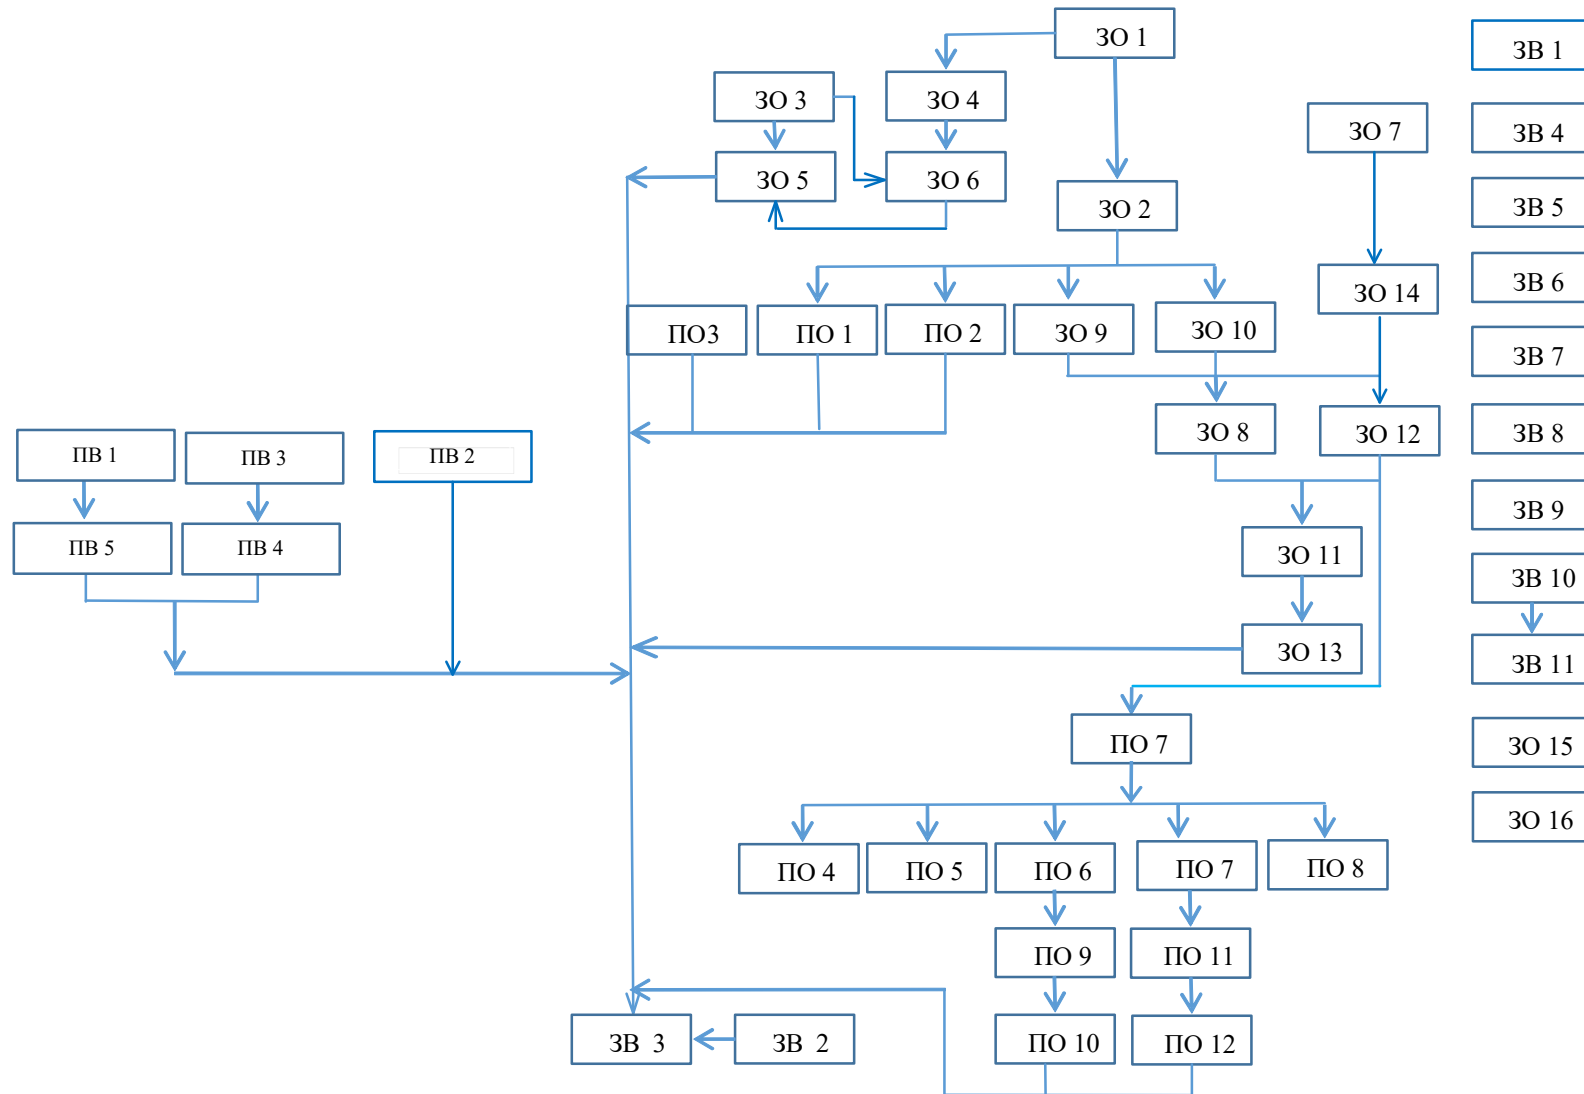 ЗО 1
ЗВ 1
ЗО 3
ЗО 4
ЗО 7
ЗВ 4
ЗО 5
ЗО 6
ЗО 2
ЗВ 5
ЗО 14
ЗВ 6
ПО3
ПО 1
ПО 2
ЗО 9
ЗО 10
ЗВ 7
ЗО 8
ЗО 12
ЗВ 8
ПВ 1
ПВ 3
ПВ 2
ЗВ 9
ПВ 5
ПВ 4
ЗО 11
ЗВ 10
ЗО 13
ЗВ 11
ПО 7
ЗО 15
ЗО 16
ПО 4
ПО 5
ПО 6
ПО 7
ПО 8
ПО 9
ПО 11
ЗВ 3
ЗВ 2
ПО 10
ПО 12